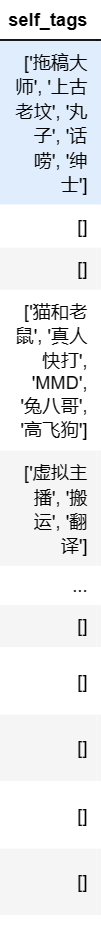 self_tags
['拖稿大
师', '上古
老坟', '丸
子', '话
唠', '绅
士']
[]
[]
['猫和老
鼠', '真人
快打',
'MMD',
'兔八哥',
'高飞狗']
['虚拟主
播', '搬
运', '翻
译']
...
[]
[]
[]
[]
[]